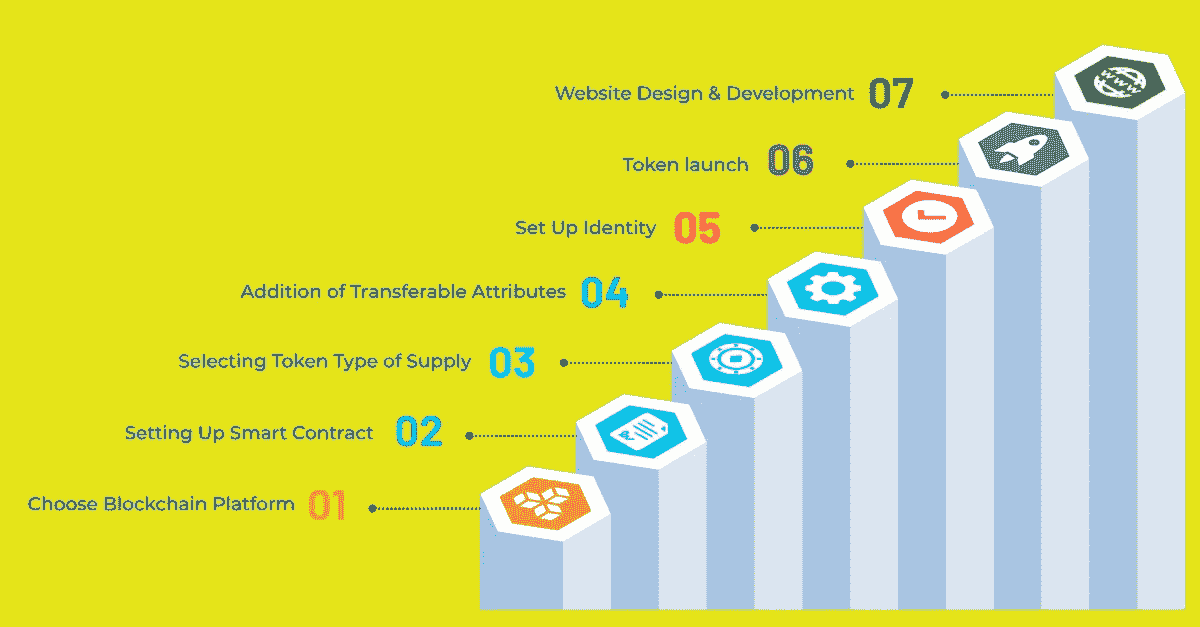 Website Design & Development 07
Token launch 06
Set Up Identity 05
Addition of Transferable Attributes 04
Selecting Token Type of Supply 03
Setting Up Smart Contract 02
Choose Blockchain Platform 01
www